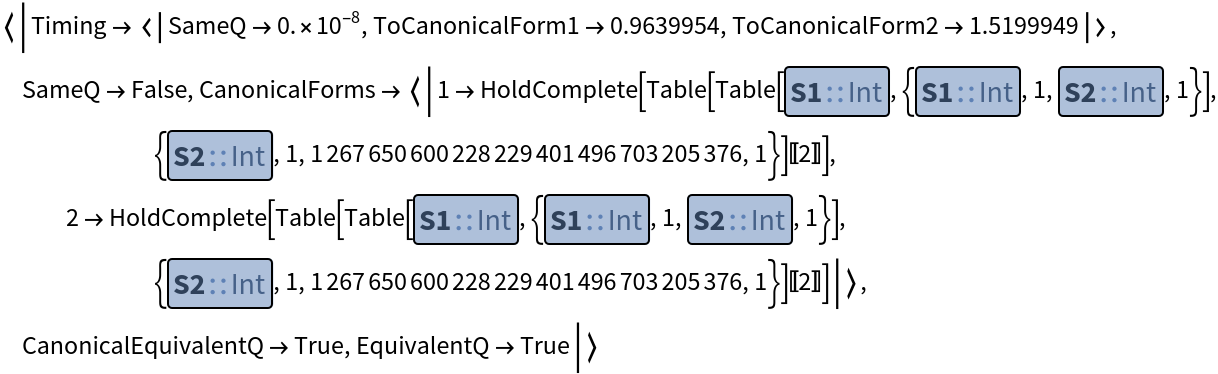 <| Timing → <| SameQ → 0. × 10⁻⁸, ToCanonicalForm1 → 0.9639954, ToCanonicalForm2 → 1.5199949 |>,
SameQ → False, CanonicalForms → <| 1 → HoldComplete[Table[Table[S1::Int, {S1::Int, 1, S2::Int, 1}],
{S2::Int, 1, 1 267 650 600 228 229 401 496 703 205 376, 1}]〚2〛],
2 → HoldComplete[Table[Table[S1::Int, {S1::Int, 1, S2::Int, 1}],
{S2::Int, 1, 1 267 650 600 228 229 401 496 703 205 376, 1}]〚2〛] |>,
CanonicalEquivalentQ → True, EquivalentQ → True |>